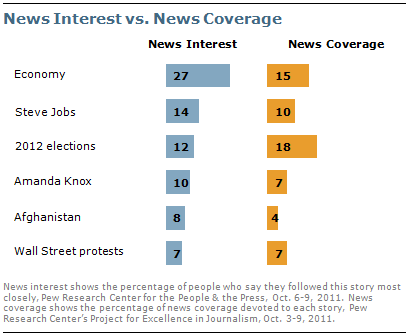 News Interest vs. News Coverage
News Interest News Coverage
Economy 27 15
Steve Jobs 14 10
2012 elections 12 18
Amanda Knox 10 7
Afghanistan 8 4
Wall Street protests 7 7
News interest shows the percentage of people who say they followed this story most
closely, Pew Research Center for the People & the Press, Oct. 6-9, 2011. News
coverage shows the percentage of news coverage devoted to each story, Pew
Research Center's Project for Excellence in Journalism, Oct. 3-9, 2011.